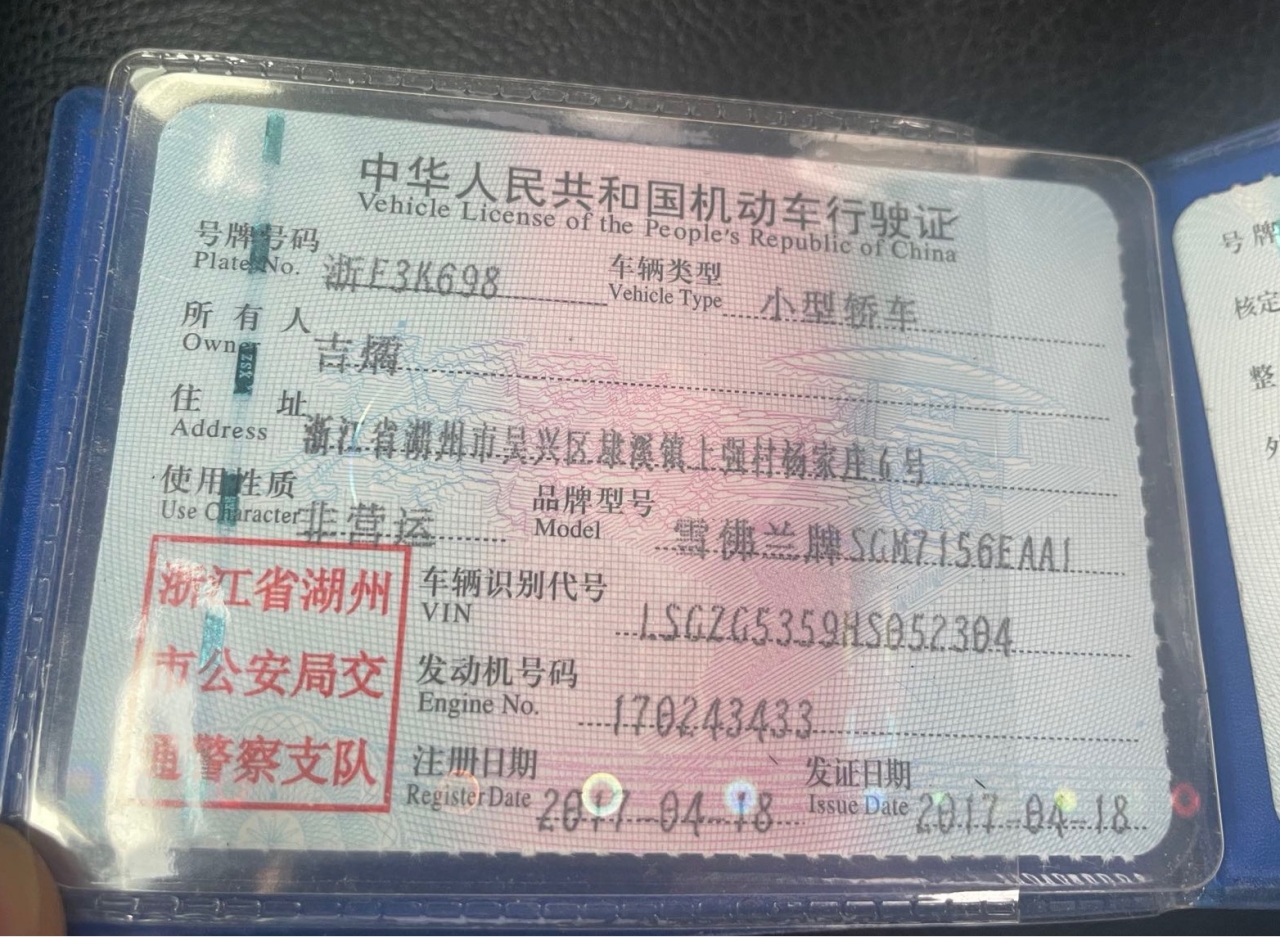 中华人民共和国机动车行驶证
Vehicle License of the People's Republic of China
号牌号码 浙E3K698 车辆类型 小型轿车
Plate No. Vehicle Type
所有人 吉熠
Owner
住址 浙江省湖州市吴兴区埭溪镇上强村杨家庄6号
Address
使用性质 非营运 品牌型号 雪佛兰牌SGM7156EAA1
Use Character Model
浙江省湖州
市公安局交
通警察支队
车辆识别代号 LSGZG5359HS052304
VIN
发动机号码 170243433
Engine No.
注册日期 2017-04-18 发证日期 2017-04-18
Register Date Issue Date
号牌
核定
整